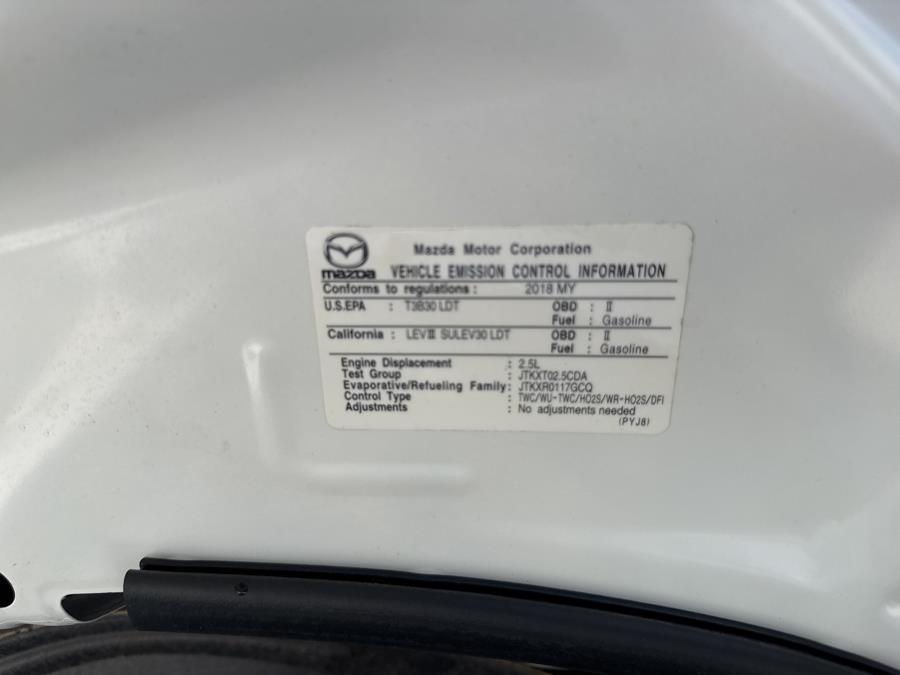 Mazda Motor Corporation
mazda VEHICLE EMISSION CONTROL INFORMATION
Conforms to regulations : 2018 MY
U.S.EPA : T3B30 LDT OBD : II
Fuel : Gasoline
California : LEVIII SULEV30 LDT OBD : II
Fuel : Gasoline
Engine Displacement : 2.5L
Test Group : JTKXT02.5CDA
Evaporative/Refueling Family : JTKXR0117GCQ
Control Type : TWC/WU-TWC/HO2S/WR-HO2S/DFI
Adjustments : No adjustments needed
(PYJ8)